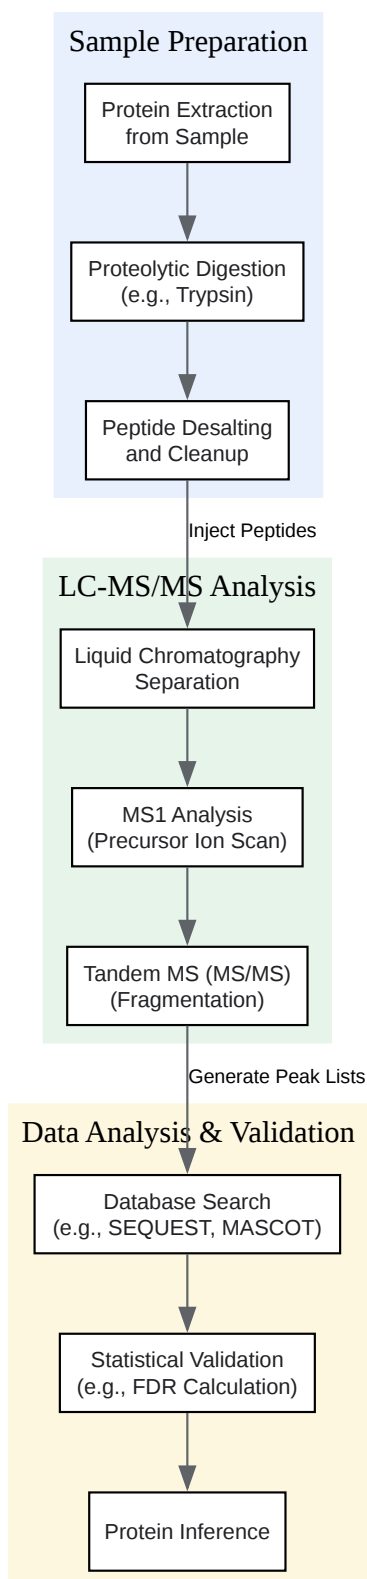 Sample Preparation
Protein Extraction
from Sample
Proteolytic Digestion
(e.g., Trypsin)
Peptide Desalting
and Cleanup
Inject Peptides
LC-MS/MS Analysis
Liquid Chromatography
Separation
MS1 Analysis
(Precursor Ion Scan)
Tandem MS (MS/MS)
(Fragmentation)
Generate Peak Lists
Data Analysis & Validation
Database Search
(e.g., SEQUEST, MASCOT)
Statistical Validation
(e.g., FDR Calculation)
Protein Inference